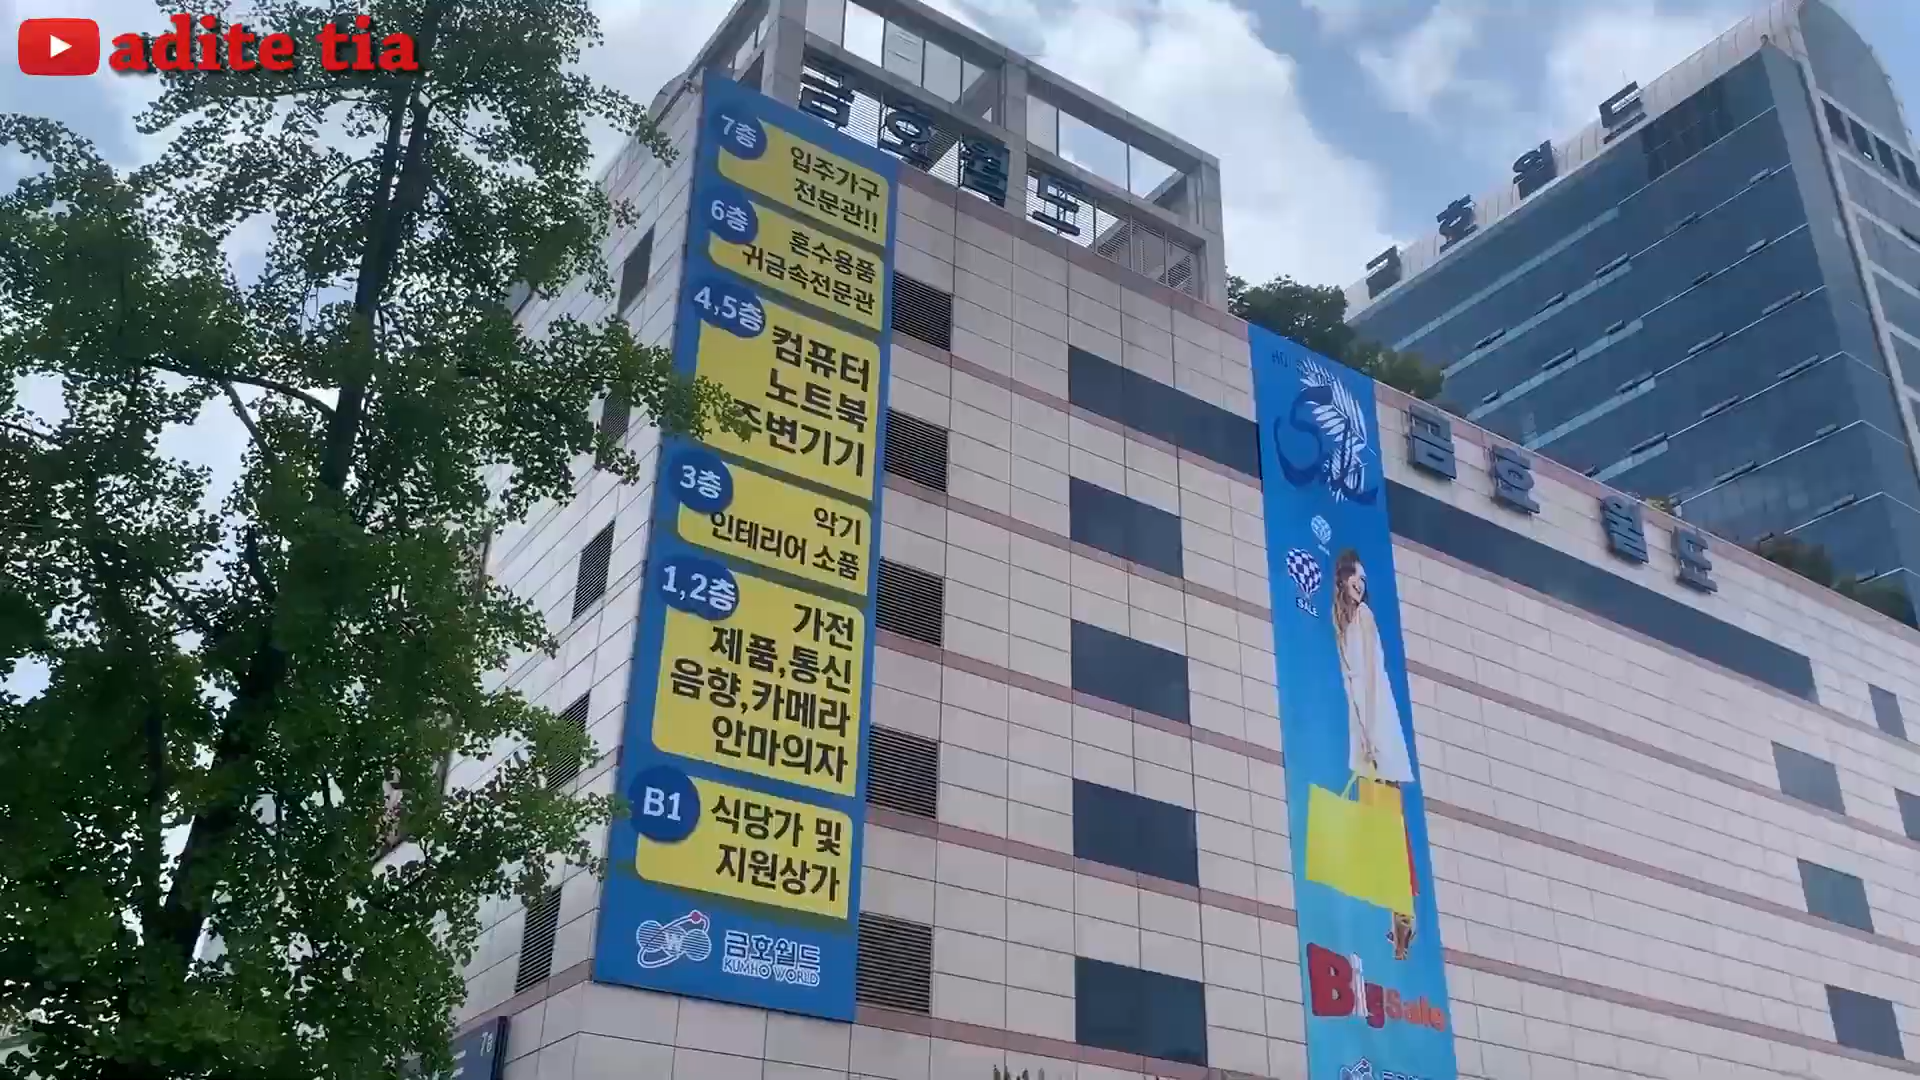 adite tia
금호월드
금호월드
7층
입주가구
전문관!!
6층
혼수용품
귀금속전문관
4,5층
컴퓨터
노트북
주변기기
3층
악기
인테리어 소품
1,2층
가전
제품,통신
음향,카메라
안마의자
B1
식당가 및
지원상가
금호월드
KUMHO WORLD
금호월드
SALE
Big Sale